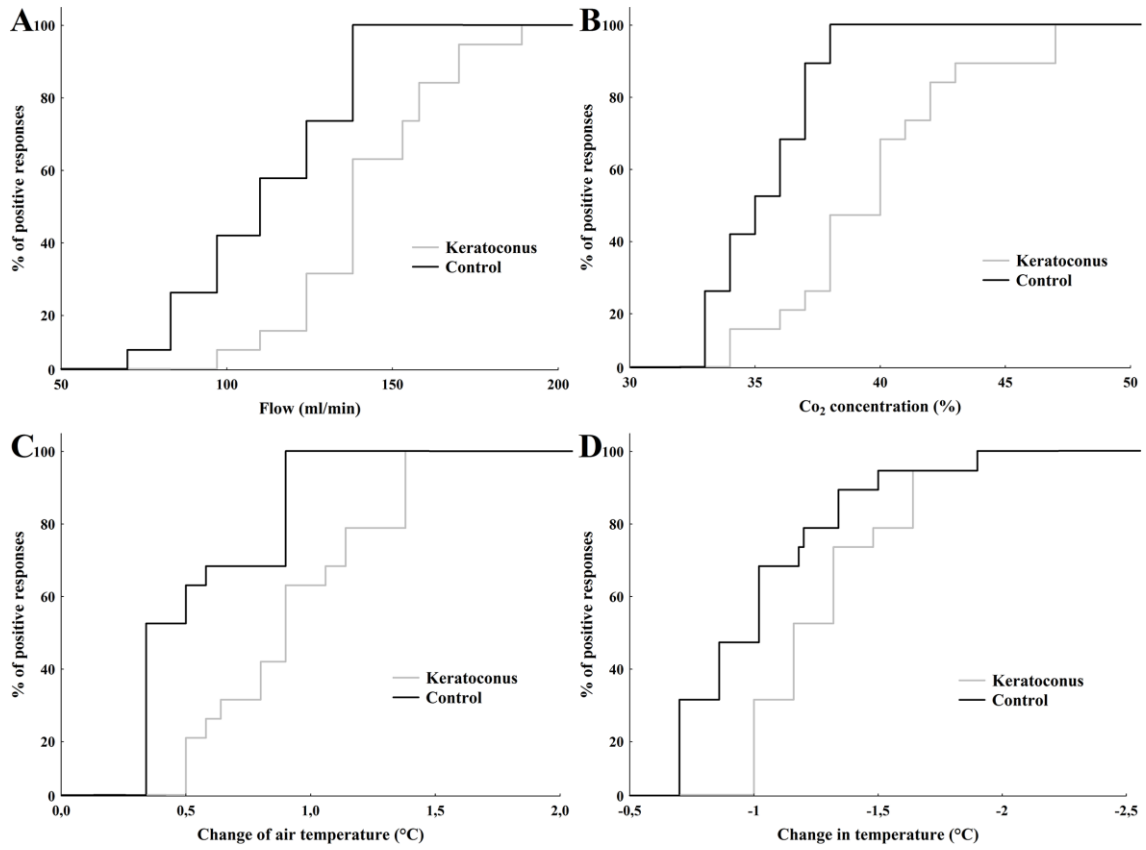 A
% of positive responses
100
80
60
40
20
0
50
100
150
200
Flow (ml/min)
Keratoconus
Control
B
% of positive responses
100
80
60
40
20
0
30
35
40
45
50
Co₂ concentration (%)
Keratoconus
Control
C
% of positive responses
100
80
60
40
20
0
0,0
0,5
1,0
1,5
2,0
Change of air temperature (°C)
Keratoconus
Control
D
% of positive responses
100
80
60
40
20
0
-0,5
-1
-1,5
-2
-2,5
Change in temperature (°C)
Keratoconus
Control